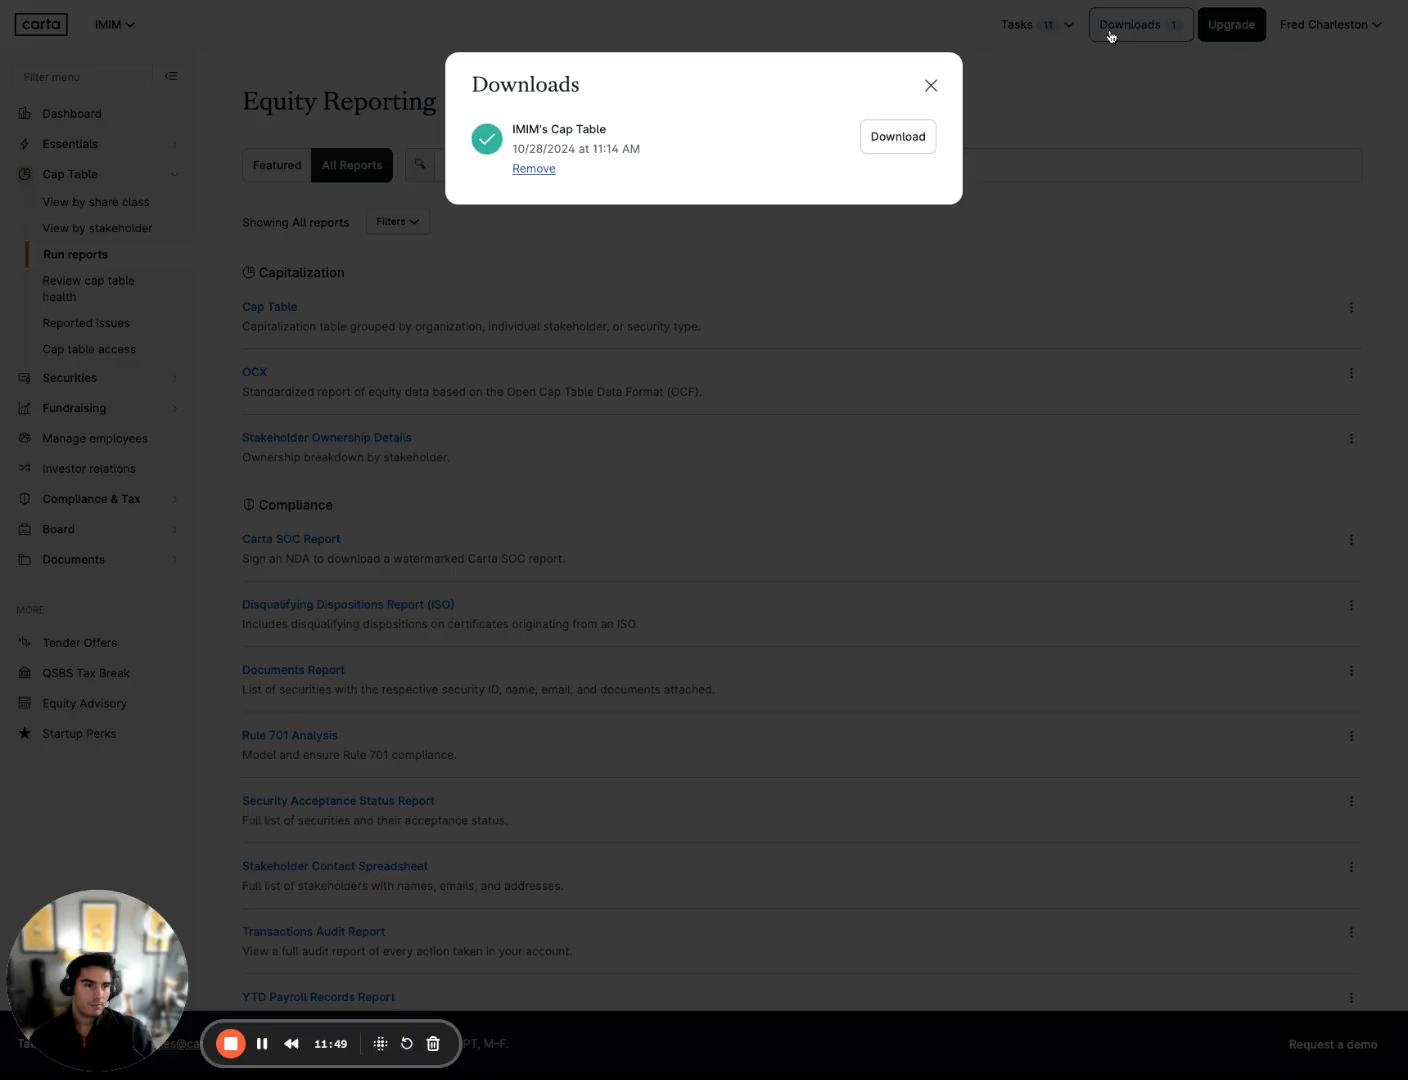 carta
IMIM
Tasks 11
Downloads 1
Upgrade
Fred Charleston
Filter menu
Dashboard
Essentials
Cap Table
View by share class
View by stakeholder
Run reports
Review cap table
health
Reported issues
Cap table access
Securities
Fundraising
Manage employees
Investor relations
Compliance & Tax
Board
Documents
MORE
Tender Offers
QSBS Tax Break
Equity Advisory
Startup Perks
Downloads
IMIM's Cap Table
10/28/2024 at 11:14 AM
Remove
Download
Equity Reporting
Featured
All Reports
Showing All reports
Filters
Capitalization
Cap Table
Capitalization table grouped by organization, individual stakeholder, or security type.
OCX
Standardized report of equity data based on the Open Cap Table Data Format (OCF).
Stakeholder Ownership Details
Ownership breakdown by stakeholder.
Compliance
Carta SOC Report
Sign an NDA to download a watermarked Carta SOC report.
Disqualifying Dispositions Report (ISO)
Includes disqualifying dispositions on certificates originating from an ISO.
Documents Report
List of securities with the respective security ID, name, email, and documents attached.
Rule 701 Analysis
Model and ensure Rule 701 compliance.
Security Acceptance Status Report
Full list of securities and their acceptance status.
Stakeholder Contact Spreadsheet
Full list of stakeholders with names, emails, and addresses.
Transactions Audit Report
View a full audit report of every action taken in your account.
YTD Payroll Records Report
11:49
PT, M–F.
Request a demo